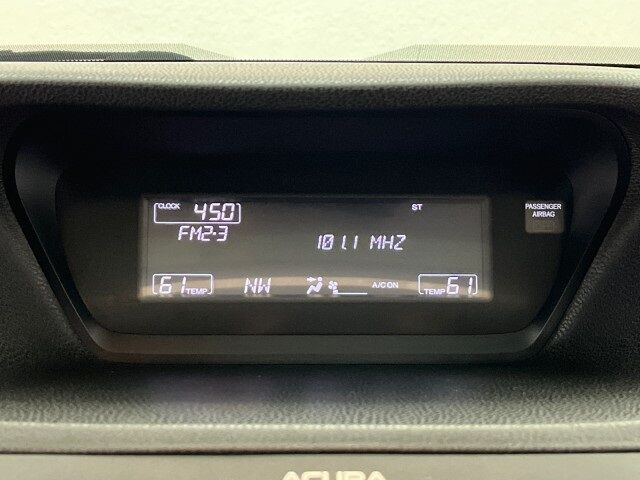 CLOCK 450 ST
FM2-3 101.1 MHZ
61 TEMP NW A/C ON TEMP 61
PASSENGER
AIRBAG
ACURA